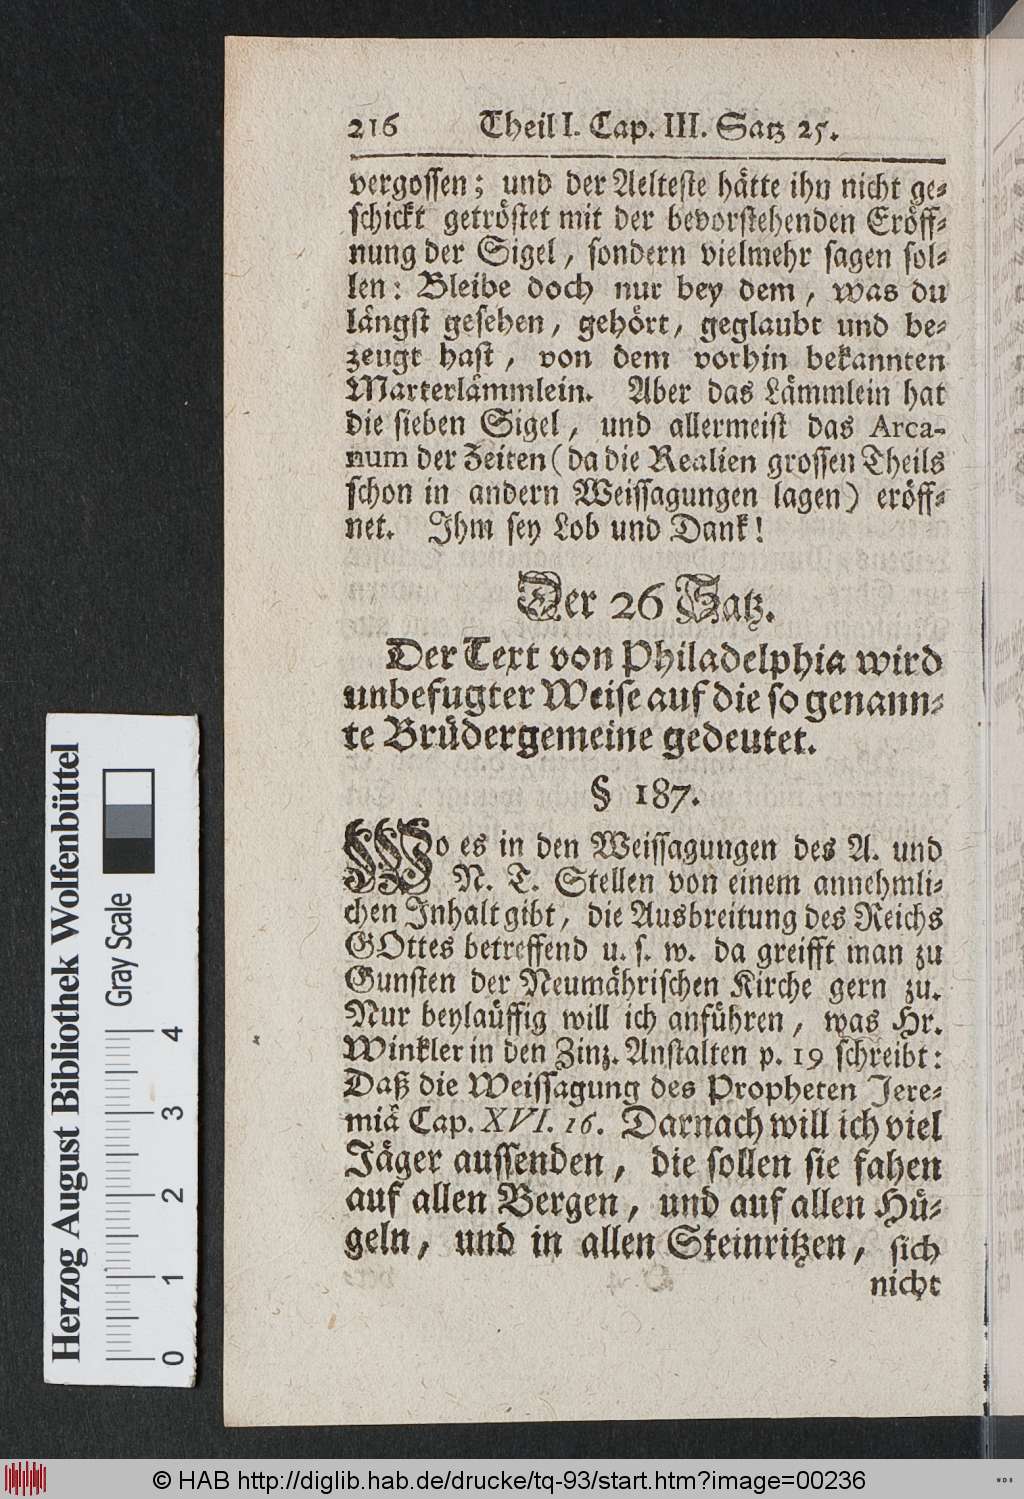 216 Theil I. Cap. III. Satz 25.
vergossen; und der Aelteste hätte ihn nicht ge-
schickt getröstet mit der bevorstehenden Eröff-
nung der Sigel, sondern vielmehr sagen sol-
len: Bleibe doch nur bey dem, was du
längst gesehen, gehört, geglaubt und be-
zeugt hast, von dem vorhin bekannten
Marterlämmlein. Aber das Lämmlein hat
die sieben Sigel, und allermeist das Arca-
num der Zeiten (da die Realien grossen Theils
schon in andern Weissagungen lagen) eröff-
net. Ihm sey Lob und Dank!
Der 26 Satz.
Der Text von Philadelphia wird
unbefugter Weise auf die so genann-
te Brüdergemeine gedeutet.
§ 187.
Wo es in den Weissagungen des A. und
N. T. Stellen von einem annehmli-
chen Inhalt gibt, die Ausbreitung des Reichs
GOttes betreffend u. s. w. da greifft man zu
Gunsten der Neumährischen Kirche gern zu.
Nur beyläuffig will ich anführen, was Hr.
Winkler in den Zinz. Anstalten p. 19 schreibt:
Daß die Weissagung des Propheten Jere-
miä Cap. XVI. 16. Darnach will ich viel
Jäger aussenden, die sollen sie fahen
auf allen Bergen, und auf allen Hü-
geln, und in allen Steinritzen, sich
nicht
Herzog August Bibliothek Wolfenbüttel
Gray Scale
0 1 2 3 4
© HAB http://diglib.hab.de/drucke/tq-93/start.htm?image=00236